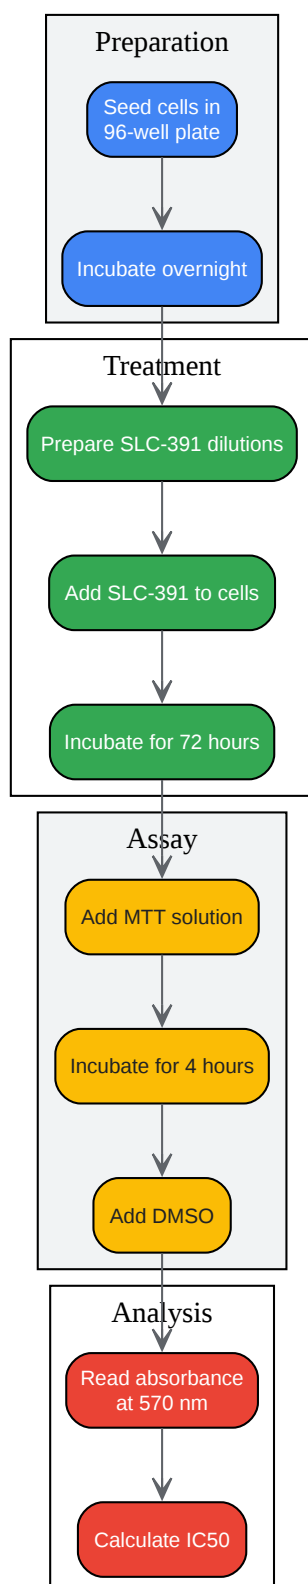 Preparation
Seed cells in
96-well plate
Incubate overnight
Treatment
Prepare SLC-391 dilutions
Add SLC-391 to cells
Incubate for 72 hours
Assay
Add MTT solution
Incubate for 4 hours
Add DMSO
Analysis
Read absorbance
at 570 nm
Calculate IC50